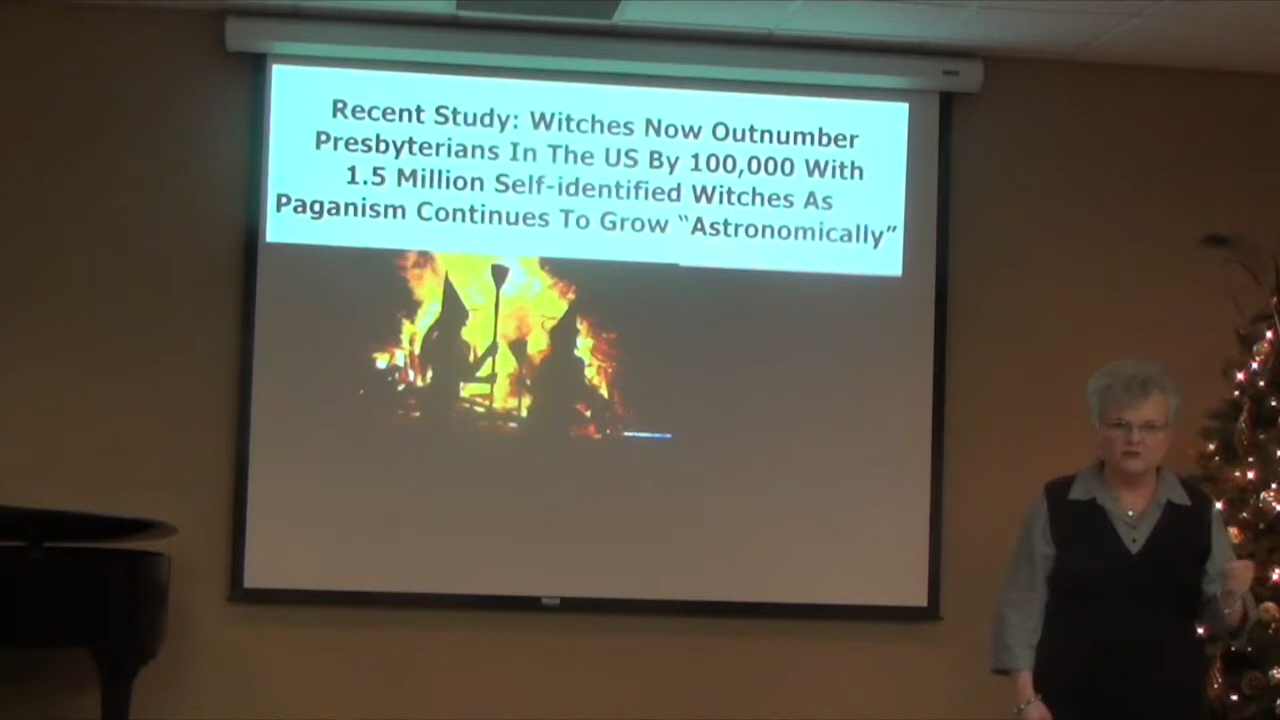 Recent Study: Witches Now Outnumber
Presbyterians In The US By 100,000 With
1.5 Million Self-identified Witches As
Paganism Continues To Grow “Astronomically”